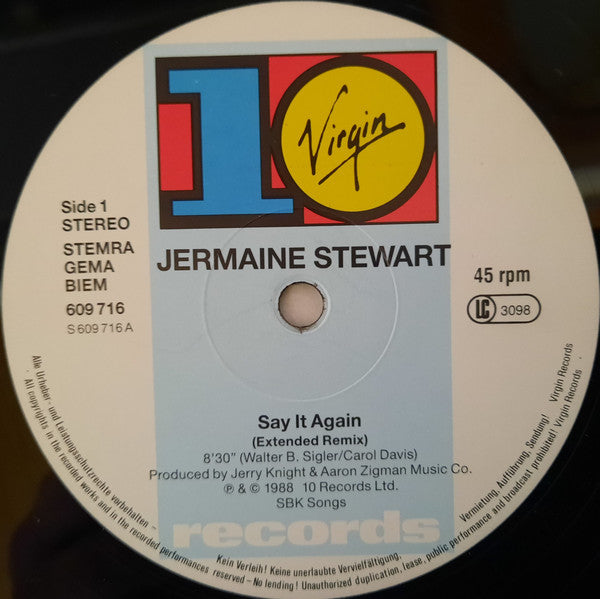 10
Virgin
Side 1
STEREO
STEMRA
GEMA
BIEM
609 716
S 609 716 A
JERMAINE STEWART
45 rpm
LC 3098
Say It Again
(Extended Remix)
8'30" (Walter B. Sigler/Carol Davis)
Produced by Jerry Knight & Aaron Zigman Music Co.
℗ & © 1988 10 Records Ltd.
SBK Songs
records
Alle Urheber- und Leistungsschutzrechte vorbehalten – Kein Verleih! Keine unerlaubte Vervielfältigung, Vermietung, Aufführung, Sendung! Virgin Records
All copyrights in the recorded works and in the recorded performances reserved – No lending! Unauthorized duplication, lease, public performance and broadcast prohibited! Virgin Records